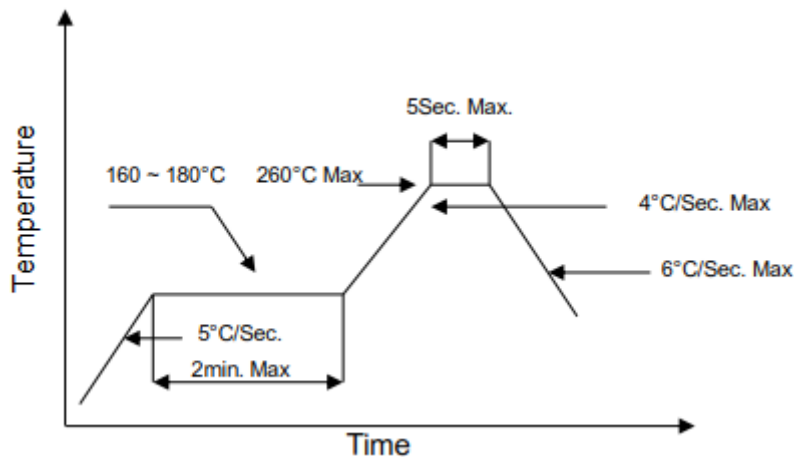 5Sec. Max.
160 ~ 180°C
260°C Max
4°C/Sec. Max
Temperature
6°C/Sec. Max
5°C/Sec.
2min. Max
Time